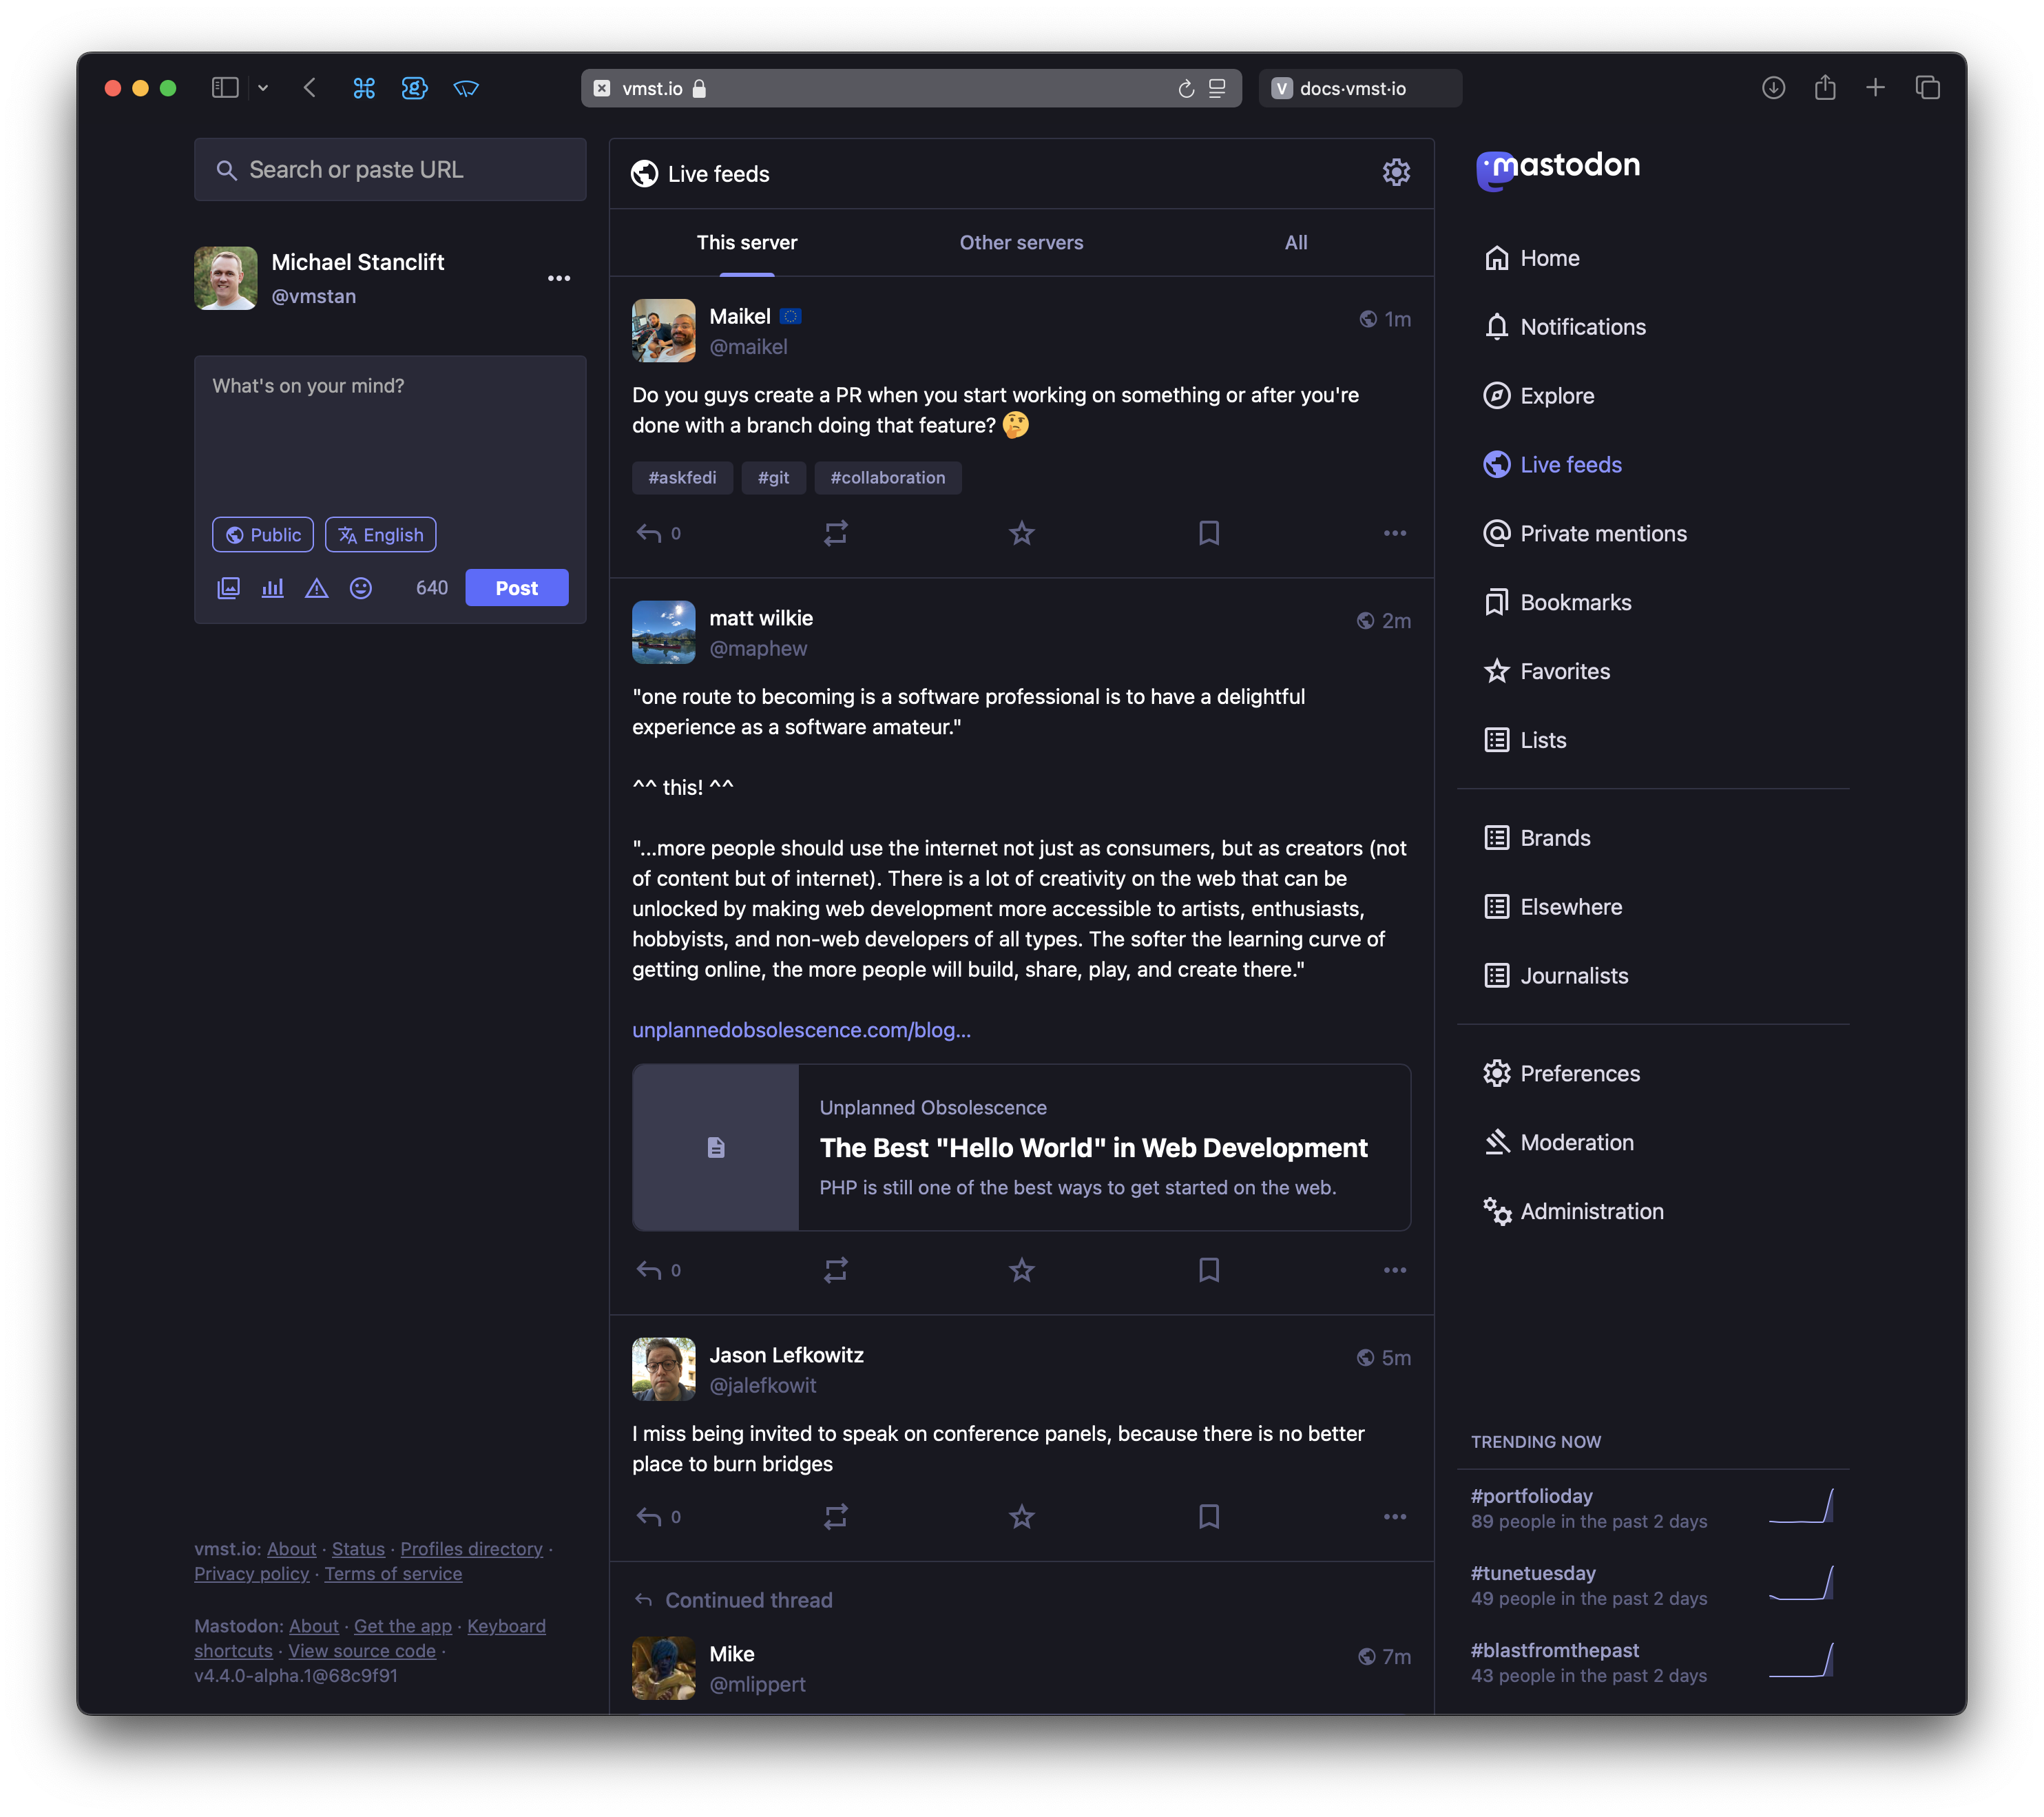 vmst.io
V docs·vmst·io
Search or paste URL
Michael Stanclift
@vmstan
What's on your mind?
Public
English
640
Post
vmst.io: About · Status · Profiles directory ·
Privacy policy · Terms of service
Mastodon: About · Get the app · Keyboard
shortcuts · View source code ·
v4.4.0-alpha.1@68c9f91
Live feeds
This server
Other servers
All
Maikel 🇪🇺
1m
@maikel
Do you guys create a PR when you start working on something or after you're
done with a branch doing that feature? 🤔
#askfedi
#git
#collaboration
0
matt wilkie
2m
@maphew
"one route to becoming is a software professional is to have a delightful
experience as a software amateur."
^^ this! ^^
"...more people should use the internet not just as consumers, but as creators (not
of content but of internet). There is a lot of creativity on the web that can be
unlocked by making web development more accessible to artists, enthusiasts,
hobbyists, and non-web developers of all types. The softer the learning curve of
getting online, the more people will build, share, play, and create there."
unplannedobsolescence.com/blog...
Unplanned Obsolescence
The Best "Hello World" in Web Development
PHP is still one of the best ways to get started on the web.
0
Jason Lefkowitz
5m
@jalefkowit
I miss being invited to speak on conference panels, because there is no better
place to burn bridges
0
Continued thread
Mike
7m
@mlippert
mastodon
Home
Notifications
Explore
Live feeds
Private mentions
Bookmarks
Favorites
Lists
Brands
Elsewhere
Journalists
Preferences
Moderation
Administration
TRENDING NOW
#portfolioday
89 people in the past 2 days
#tunetuesday
49 people in the past 2 days
#blastfromthepast
43 people in the past 2 days